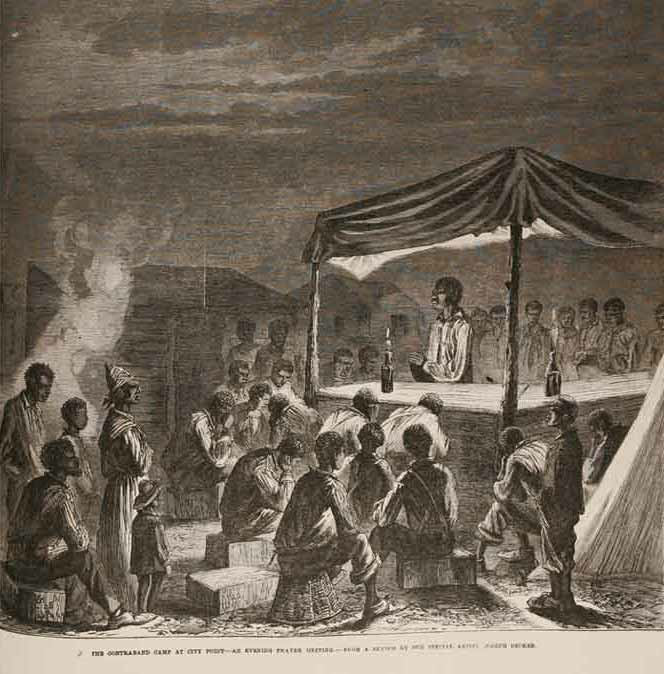 THE CONTRABAND CAMP AT CITY POINT—AN EVENING PRAYER MEETING.—FROM A SKETCH BY OUR SPECIAL ARTIST, JOSEPH BECKER.